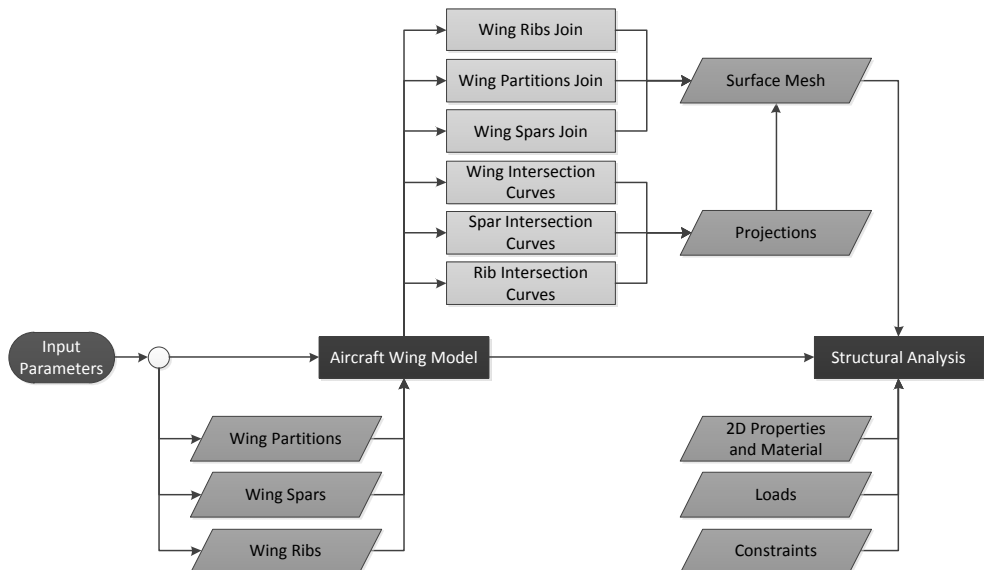 Wing Ribs Join
Wing Partitions Join
Surface Mesh
Wing Spars Join
Wing Intersection
Curves
Spar Intersection
Curves
Projections
Rib Intersection
Curves
Input
Parameters
Aircraft Wing Model
Structural Analysis
Wing Partitions
2D Properties
and Material
Wing Spars
Loads
Wing Ribs
Constraints